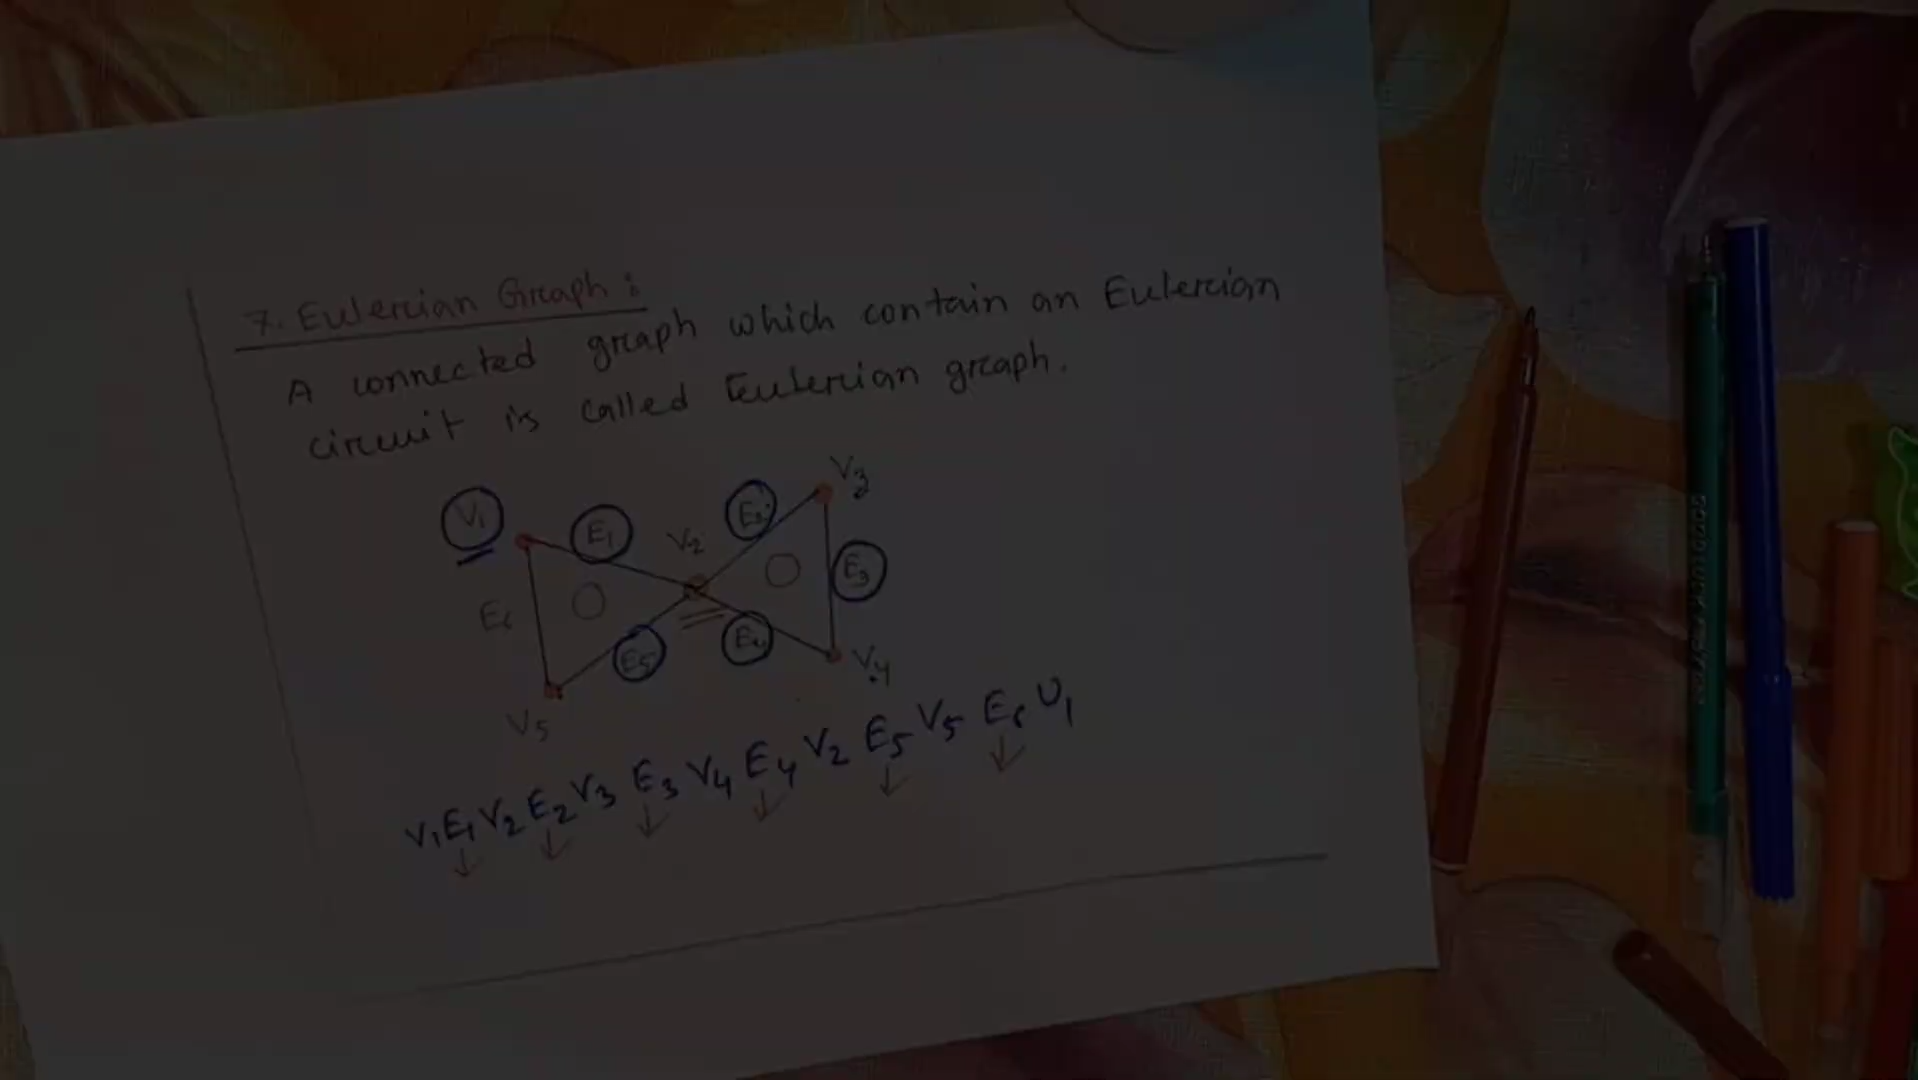 7. Eulerian Graph :
A connected graph which contain an Eulerian
circuit is called Eulerian graph.
V1 E1 V2 E2 V3
E6 E3
E5 E4 V4
V5
V1 E1 V2 E2 V3 E3 V4 E4 V2 E5 V5 E6 V1